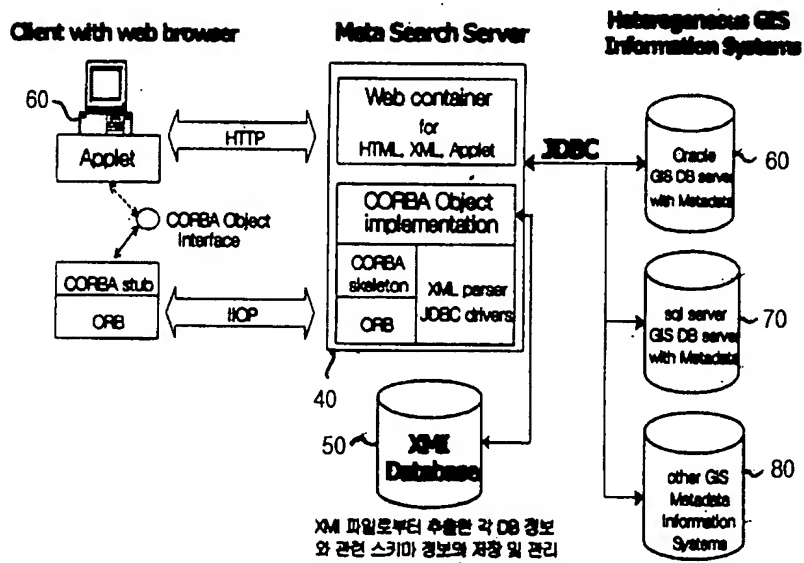 Client with web browser
Meta Search Server
Heterogeneous GIS
Information Systems
60
Applet
HTTP
Web container
for
HTML, XML, Applet
JDBC
Oracle
GIS DB server
with Metadata
60
CORBA Object
Interface
CORBA Object
implementation
CORBA stub
ORB
IIOP
CORBA
skeleton
ORB
XML parser
JDBC drivers
sql server
GIS DB server
with Metadata
70
40
50
XMI
Database
other GIS
Metadata
Information
Systems
80
XMI 파일로부터 추출한 각 DB 정보
와 관련 스키마 정보의 저장 및 관리